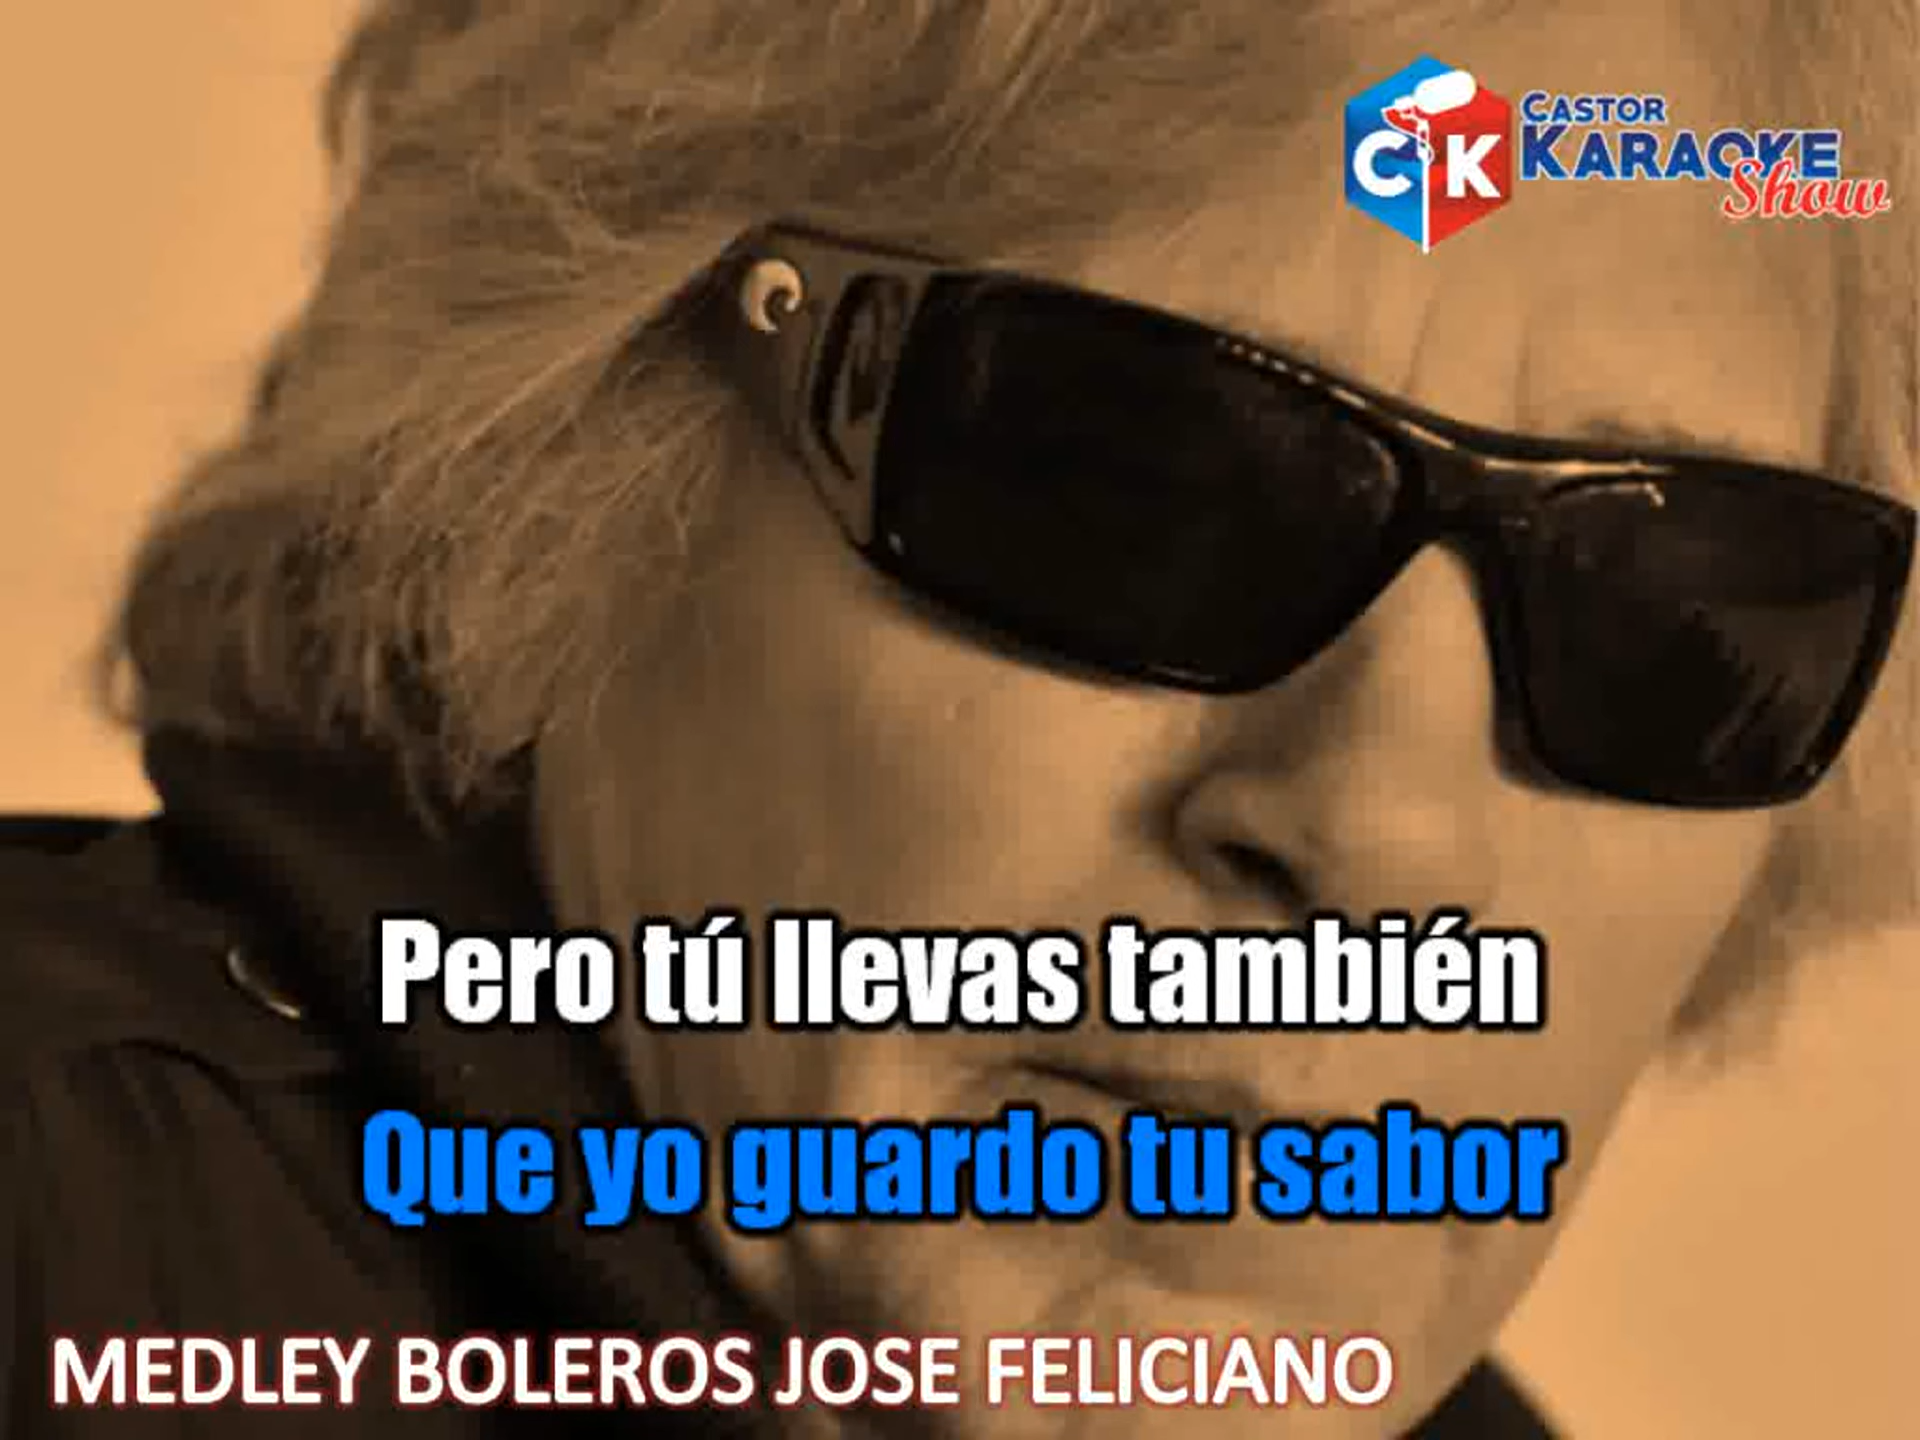 CASTOR
KARAOKE
Show
CK
Pero tú llevas también
Que yo guardo tu sabor
MEDLEY BOLEROS JOSE FELICIANO